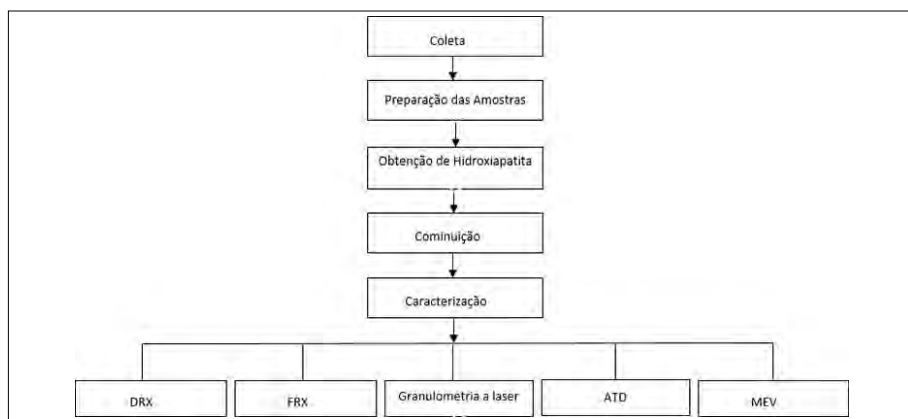 Coleta
Preparação das Amostras
Obtenção de Hidroxiapatita
Cominuição
Caracterização
DRX
FRX
Granulometria a laser
ATD
MEV